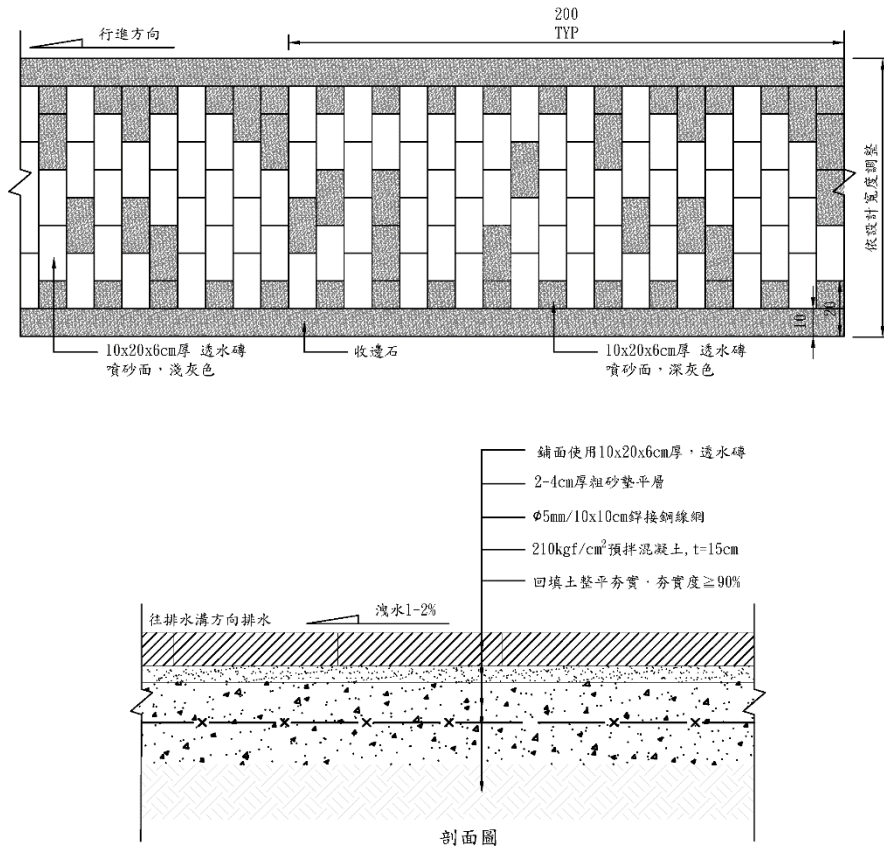 200
TYP
行進方向
依設計寬度調整
10
20
10x20x6cm厚 透水磚
噴砂面，淺灰色
收邊石
10x20x6cm厚 透水磚
噴砂面，深灰色
鋪面使用10x20x6cm厚，透水磚
2-4cm厚粗砂墊平層
Φ5mm/10x10cm銲接鋼線網
210kgf/cm²預拌混凝土, t=15cm
回填土整平夯實，夯實度≧90%
往排水溝方向排水
洩水1-2%
剖面圖